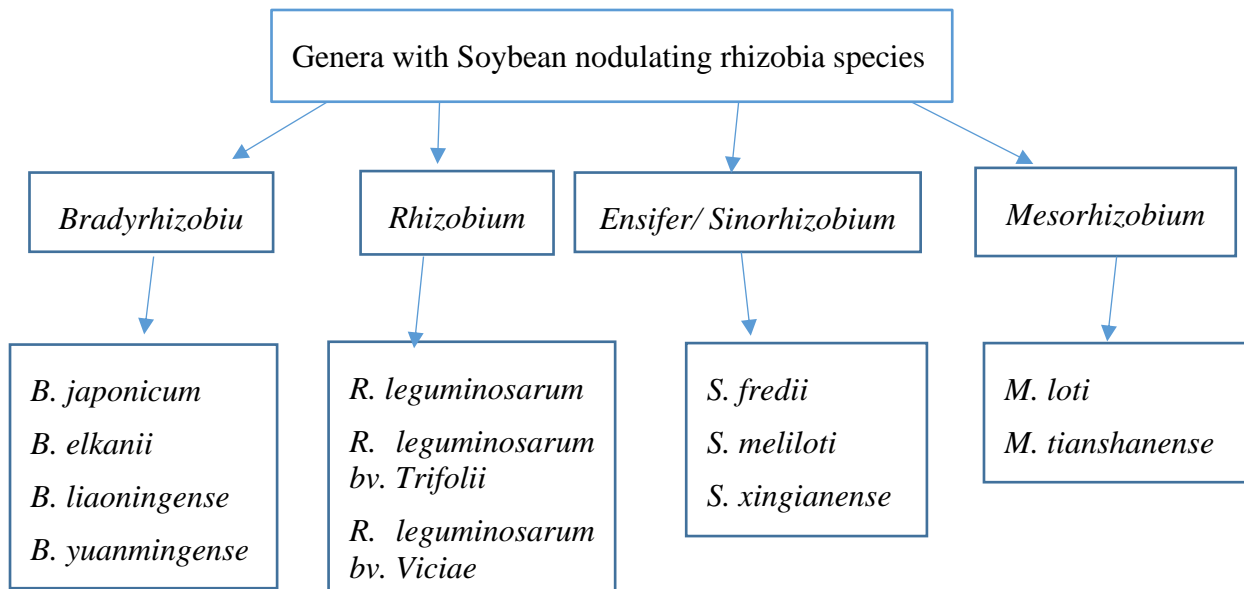 Genera with Soybean nodulating rhizobia species
Bradyrhizobiu
Rhizobium
Ensifer/ Sinorhizobium
Mesorhizobium
B. japonicum
B. elkanii
B. liaoningense
B. yuanmingense
R. leguminosarum
R. leguminosarum
bv. Trifolii
R. leguminosarum
bv. Viciae
S. fredii
S. meliloti
S. xingianense
M. loti
M. tianshanense